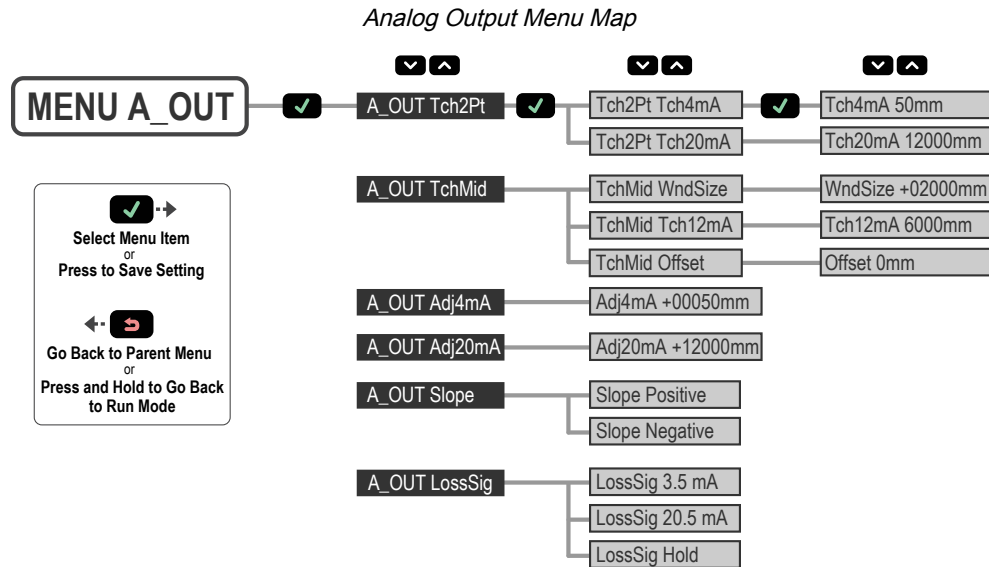 Analog Output Menu Map
MENU A_OUT
A_OUT Tch2Pt
Tch2Pt Tch4mA
Tch4mA 50mm
Tch2Pt Tch20mA
Tch20mA 12000mm
A_OUT TchMid
TchMid WndSize
WndSize +02000mm
TchMid Tch12mA
Tch12mA 6000mm
TchMid Offset
Offset 0mm
A_OUT Adj4mA
Adj4mA +00050mm
A_OUT Adj20mA
Adj20mA +12000mm
A_OUT Slope
Slope Positive
Slope Negative
A_OUT LossSig
LossSig 3.5 mA
LossSig 20.5 mA
LossSig Hold
Select Menu Item
or
Press to Save Setting
Go Back to Parent Menu
or
Press and Hold to Go Back
to Run Mode